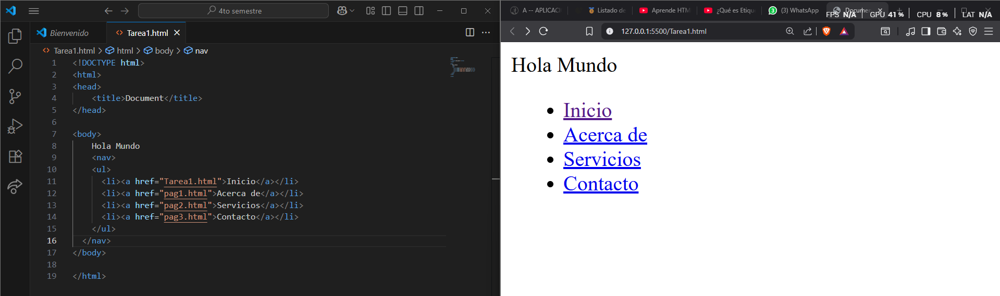 4to semestre
Bienvenido
Tarea1.html
Tarea1.html > html > body > nav
1 <!DOCTYPE html>
2 <html>
3 <head>
4 <title>Document</title>
5 </head>
6
7 <body>
8 Hola Mundo
9 <nav>
10 <ul>
11 <li><a href="Tarea1.html">Inicio</a></li>
12 <li><a href="pag1.html">Acerca de</a></li>
13 <li><a href="pag2.html">Servicios</a></li>
14 <li><a href="pag3.html">Contacto</a></li>
15 </ul>
16 </nav>
17 </body>
18
19 </html>
A -- APLICACI
Listado de
Aprende HTM
¿Qué es Etiqu
3
(3) WhatsApp
Documen
FPS N/A GPU 41 % CPU 8 % LAT N/A
127.0.0.1:5500/Tarea1.html
Hola Mundo
• Inicio
• Acerca de
• Servicios
• Contacto